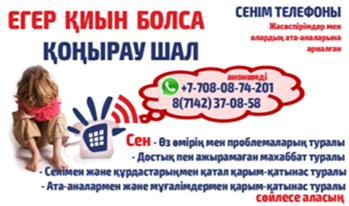 ЕГЕР ҚИЫН БОЛСА
ҚОҢЫРАУ ШАЛ
СЕНІМ ТЕЛЕФОНЫ
Жасөспірімдер мен
олардың ата-аналарына
арналған
анонимді
+7-708-08-74-201
8(7142) 37-08-58
Сен - Өз өмірің мен проблемаларың туралы
- Достық пен ажырамаған махаббат туралы
- Сенімен және құрдастарыңмен қатал қарым-қатынас туралы
- Ата-аналармен және мұғалімдермен қарым-қатынас туралы
сөйлесе аласың